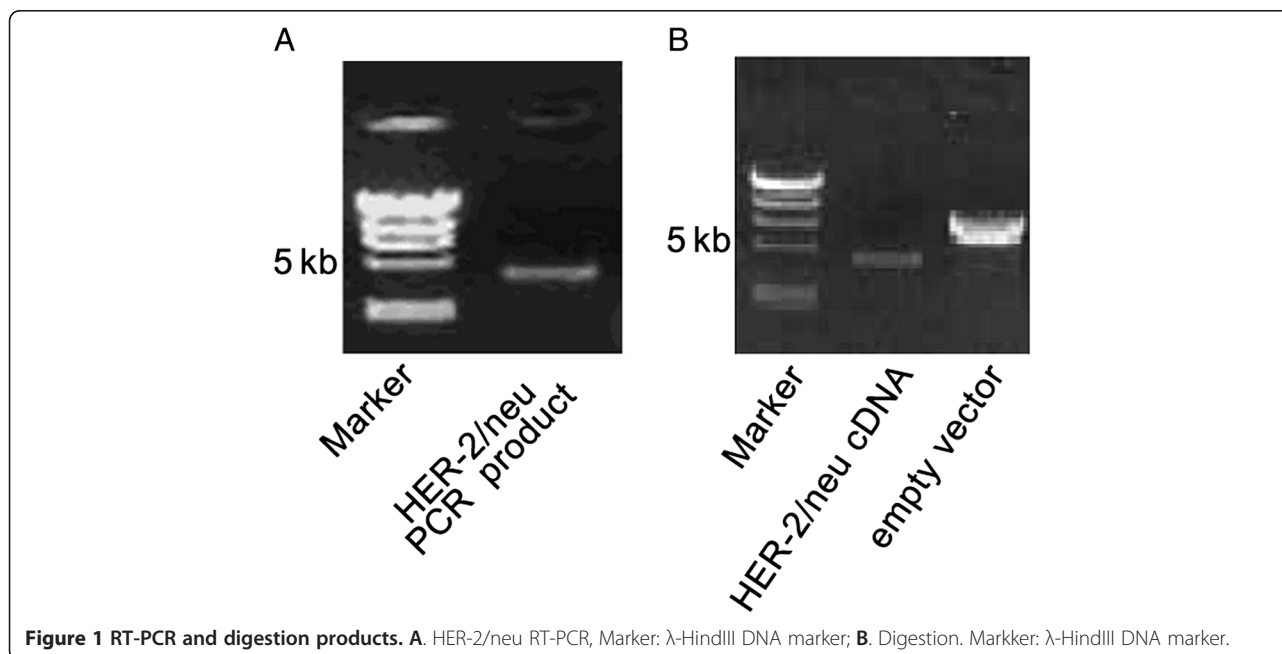 A
B
5 kb
5 kb
Marker
HER-2/neu
PCR product
Marker
HER-2/neu cDNA
empty vector
Figure 1 RT-PCR and digestion products. A. HER-2/neu RT-PCR, Marker: λ-HindIII DNA marker; B. Digestion. Markker: λ-HindIII DNA marker.